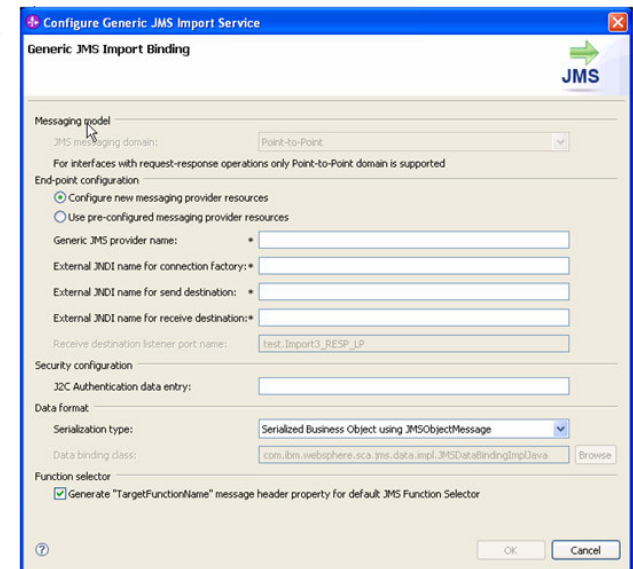 Configure Generic JMS Import Service
Generic JMS Import Binding
JMS
Messaging model
JMS messaging domain: Point-to-Point
For interfaces with request-response operations only Point-to-Point domain is supported
End-point configuration
Configure new messaging provider resources
Use pre-configured messaging provider resources
Generic JMS provider name: *
External JNDI name for connection factory:*
External JNDI name for send destination: *
External JNDI name for receive destination:*
Receive destination listener port name: test.Import3_RESP_LP
Security configuration
J2C Authentication data entry:
Data format
Serialization type: Serialized Business Object using JMSObjectMessage
Data binding class: com.ibm.websphere.sca.jms.data.impl.JMSDataBindingImplJava Browse
Function selector
Generate "TargetFunctionName" message header property for default JMS Function Selector
? OK Cancel